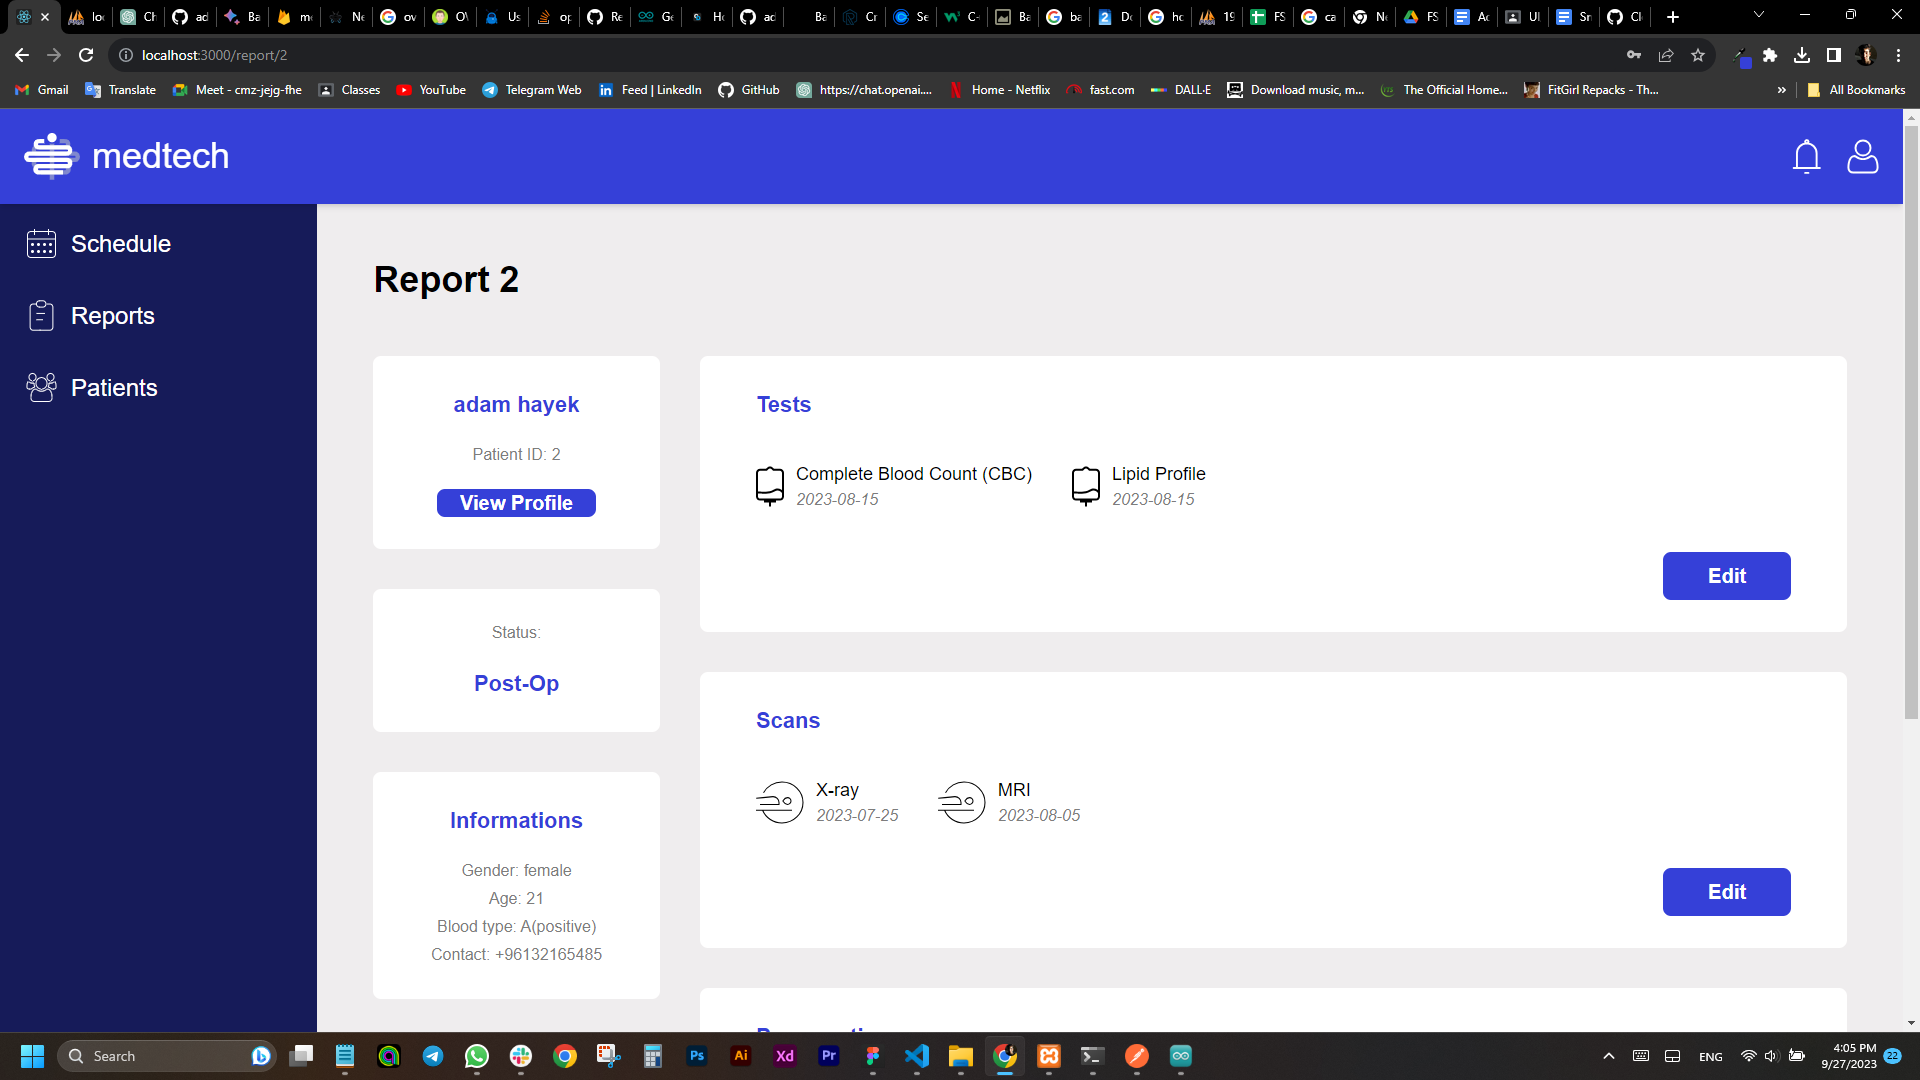 localhost:3000/report/2
Gmail
Translate
Meet - cmz-jejg-fhe
Classes
YouTube
Telegram Web
Feed | LinkedIn
GitHub
https://chat.openai....
Home - Netflix
fast.com
DALL·E
Download music, m...
The Official Home...
FitGirl Repacks - Th...
»
All Bookmarks
medtech
Schedule
Reports
Patients
Report 2
adam hayek
Patient ID: 2
View Profile
Status:
Post-Op
Informations
Gender: female
Age: 21
Blood type: A(positive)
Contact: +96132165485
Tests
Complete Blood Count (CBC)
2023-08-15
Lipid Profile
2023-08-15
Edit
Scans
X-ray
2023-07-25
MRI
2023-08-05
Edit
Search
Ps
Ai
Xd
Pr
ENG
4:05 PM
9/27/2023
22